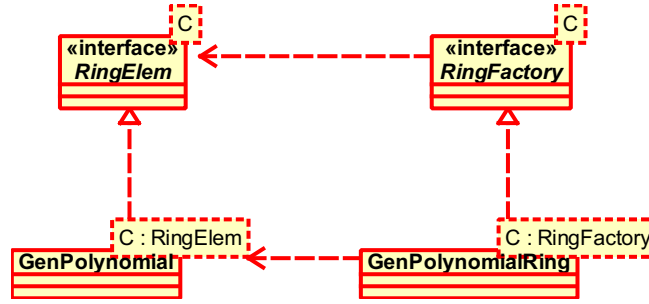 C
«interface»
RingElem
C
«interface»
RingFactory
C : RingElem
GenPolynomial
C : RingFactory
GenPolynomialRing